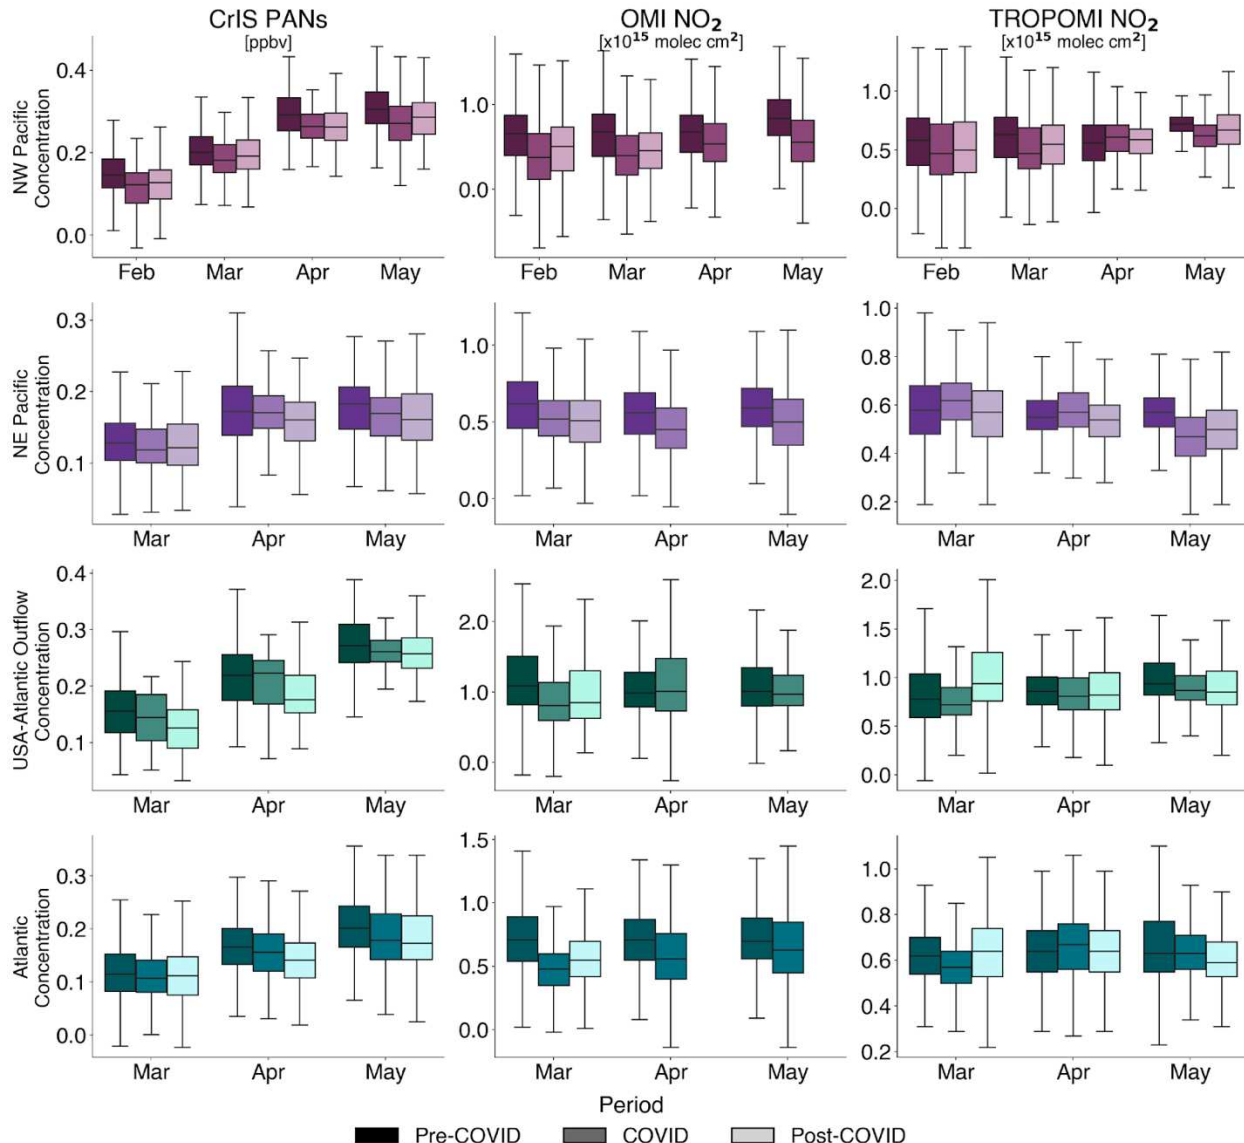 CrIS PANs
[ppbv]
OMI NO₂
[x10¹⁵ molec cm²]
TROPOMI NO₂
[x10¹⁵ molec cm²]
NW Pacific
Concentration
0.4
0.2
0.0
Feb Mar Apr May
1.0
0.0
Feb Mar Apr May
1.0
0.5
0.0
Feb Mar Apr May
NE Pacific
Concentration
0.3
0.2
0.1
Mar Apr May
1.0
0.5
0.0
Mar Apr May
1.0
0.8
0.6
0.4
0.2
Mar Apr May
USA-Atlantic Outflow
Concentration
0.4
0.3
0.2
0.1
Mar Apr May
2.0
1.0
0.0
Mar Apr May
2.0
1.5
1.0
0.5
0.0
Mar Apr May
Atlantic
Concentration
0.3
0.2
0.1
0.0
Mar Apr May
1.5
1.0
0.5
0.0
Mar Apr May
1.0
0.8
0.6
0.4
0.2
Mar Apr May
Period
Pre-COVID COVID Post-COVID